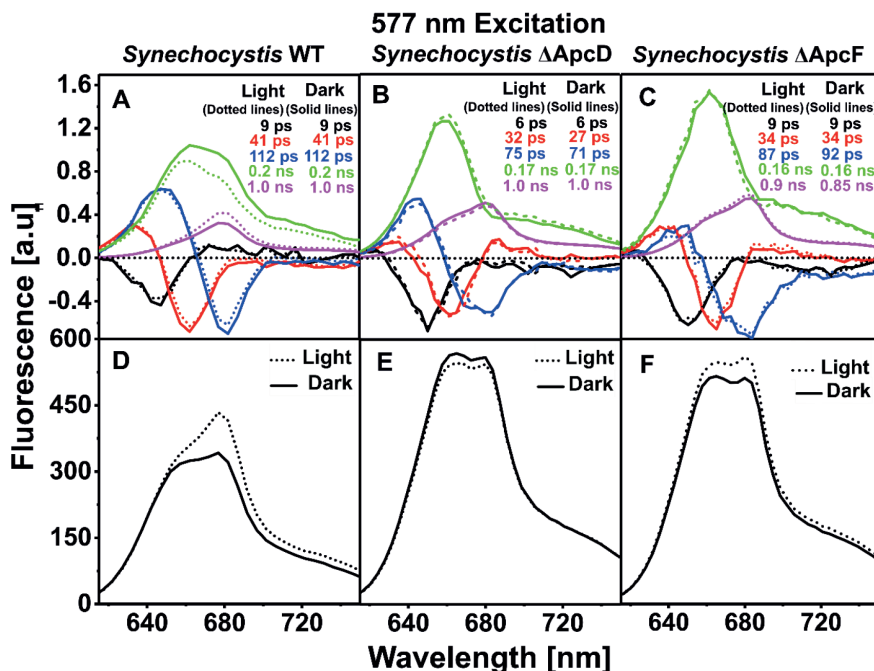 577 nm Excitation
Synechocystis WT
Synechocystis ΔApcD
Synechocystis ΔApcF
Fluorescence [a.u]
1.6
1.2
0.8
0.4
0.0
-0.4
A
Light Dark
(Dotted lines) (Solid lines)
9 ps 9 ps
41 ps 41 ps
112 ps 112 ps
0.2 ns 0.2 ns
1.0 ns 1.0 ns
B
Light Dark
(Dotted lines) (Solid lines)
6 ps 6 ps
32 ps 27 ps
75 ps 71 ps
0.17 ns 0.17 ns
1.0 ns 1.0 ns
C
Light Dark
(Dotted lines) (Solid lines)
9 ps 9 ps
34 ps 34 ps
87 ps 92 ps
0.16 ns 0.16 ns
0.9 ns 0.85 ns
600
450
300
150
0
D
Light
Dark
E
Light
Dark
F
Light
Dark
640 680 720
640 680 720
640 680 720
Wavelength [nm]